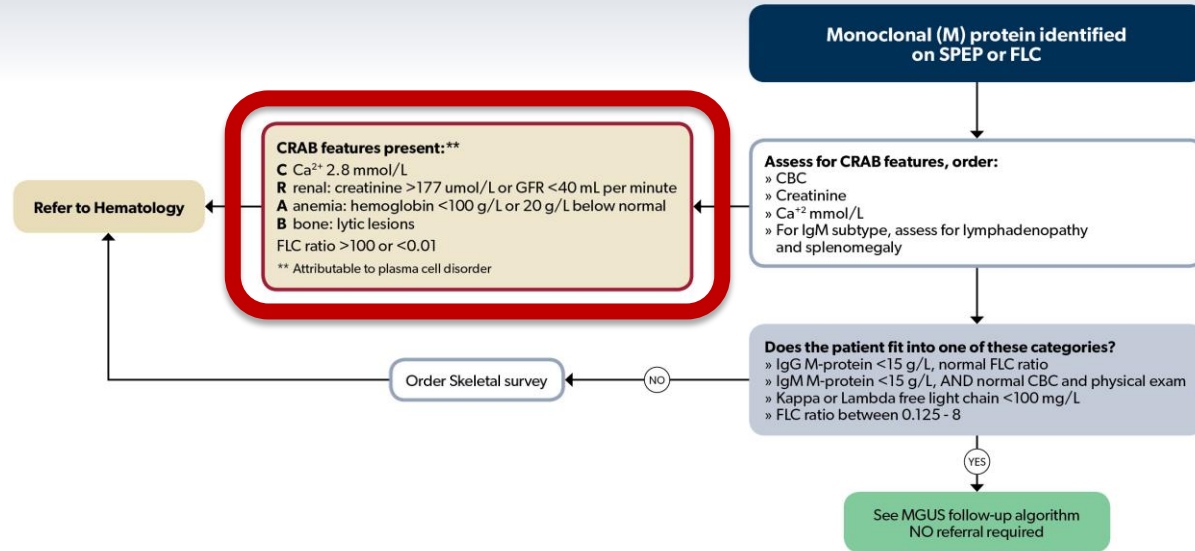 Monoclonal (M) protein identified
on SPEP or FLC
CRAB features present:**
C Ca²⁺ 2.8 mmol/L
R renal: creatinine >177 umol/L or GFR <40 mL per minute
A anemia: hemoglobin <100 g/L or 20 g/L below normal
B bone: lytic lesions
FLC ratio >100 or <0.01
** Attributable to plasma cell disorder
Refer to Hematology
Assess for CRAB features, order:
» CBC
» Creatinine
» Ca⁺² mmol/L
» For IgM subtype, assess for lymphadenopathy
and splenomegaly
Does the patient fit into one of these categories?
» IgG M-protein <15 g/L, normal FLC ratio
» IgM M-protein <15 g/L, AND normal CBC and physical exam
» Kappa or Lambda free light chain <100 mg/L
» FLC ratio between 0.125 - 8
NO
Order Skeletal survey
YES
See MGUS follow-up algorithm
NO referral required